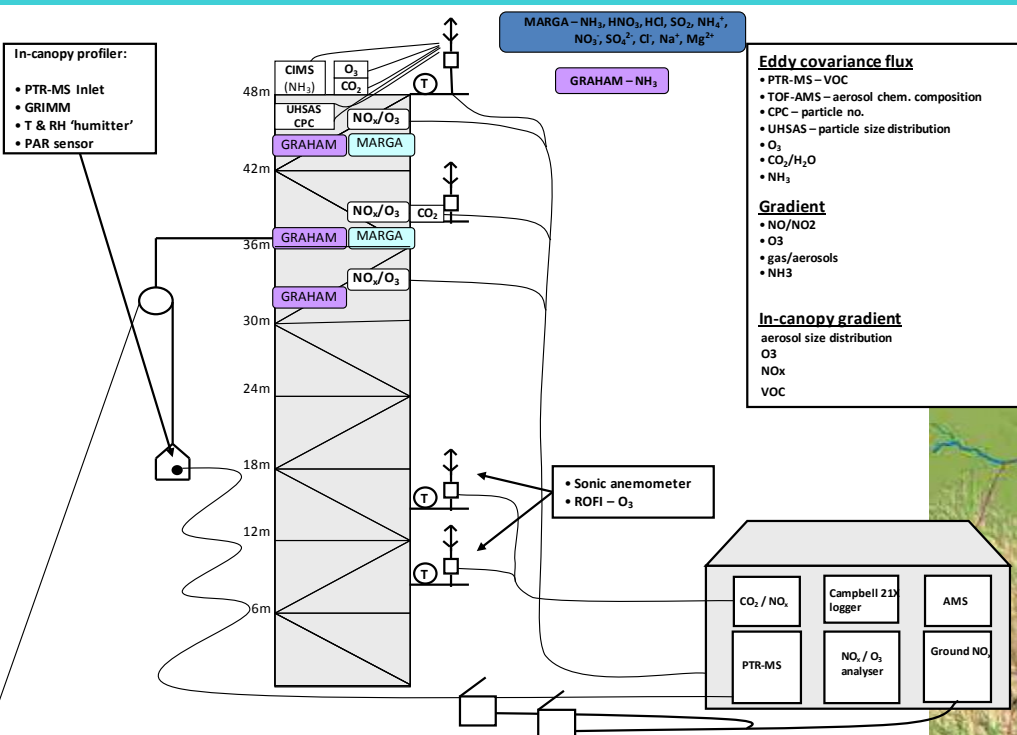 MARGA – NH₃, HNO₃, HCl, SO₂, NH₄⁺,
NO₃⁻, SO₄²⁻, Cl⁻, Na⁺, Mg²⁺
GRAHAM – NH₃
In-canopy profiler:
• PTR-MS Inlet
• GRIMM
• T & RH ‘humitter’
• PAR sensor
Eddy covariance flux
• PTR-MS – VOC
• TOF-AMS – aerosol chem. composition
• CPC – particle no.
• UHSAS – particle size distribution
• O₃
• CO₂/H₂O
• NH₃
Gradient
• NO/NO2
• O3
• gas/aerosols
• NH3
In-canopy gradient
aerosol size distribution
O3
NOx
VOC
CIMS
(NH₃)
O₃
CO₂
T
48m
UHSAS
CPC
NOₓ/O₃
GRAHAM
MARGA
42m
NOₓ/O₃
CO₂
GRAHAM
MARGA
36m
NOₓ/O₃
GRAHAM
30m
24m
18m
T
12m
T
6m
• Sonic anemometer
• ROFI – O₃
CO₂ / NOₓ
Campbell 21X
logger
AMS
PTR-MS
NOₓ / O₃
analyser
Ground NOₓ